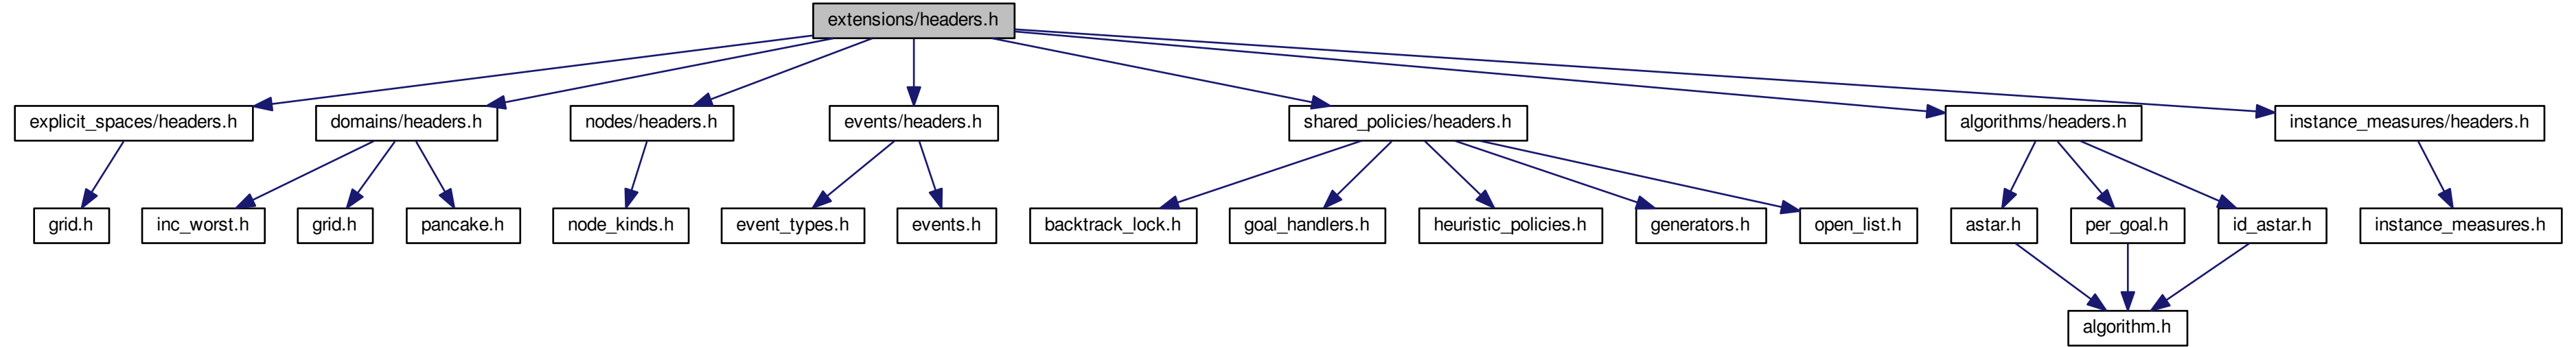 extensions/headers.h
explicit_spaces/headers.h
domains/headers.h
nodes/headers.h
events/headers.h
shared_policies/headers.h
algorithms/headers.h
instance_measures/headers.h
grid.h
inc_worst.h
grid.h
pancake.h
node_kinds.h
event_types.h
events.h
backtrack_lock.h
goal_handlers.h
heuristic_policies.h
generators.h
open_list.h
astar.h
per_goal.h
id_astar.h
instance_measures.h
algorithm.h